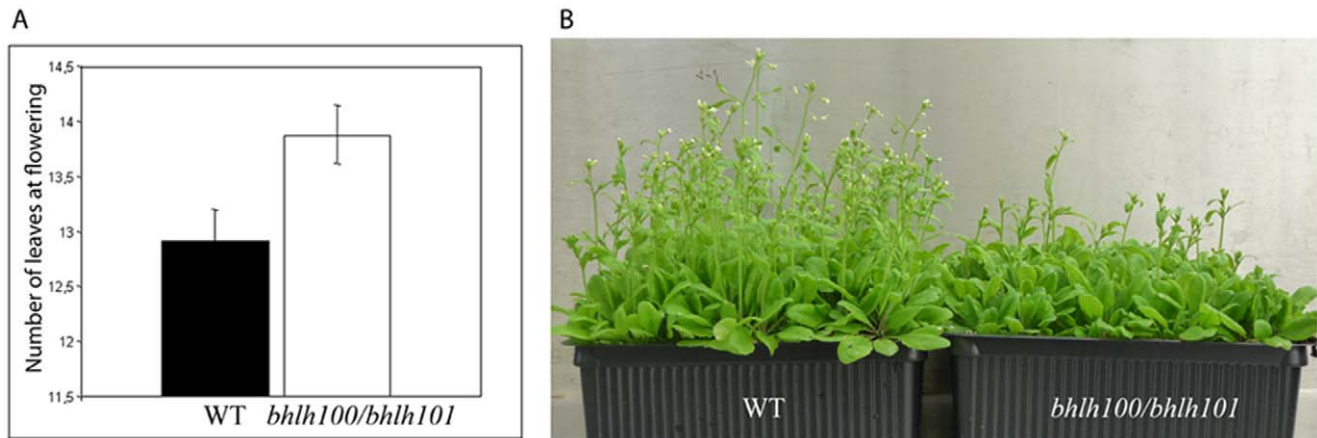 A
B
Number of leaves at flowering
14,5
14
13,5
13
12,5
12
11,5
WT
bhlh100/bhlh101
WT
bhlh100/bhlh101